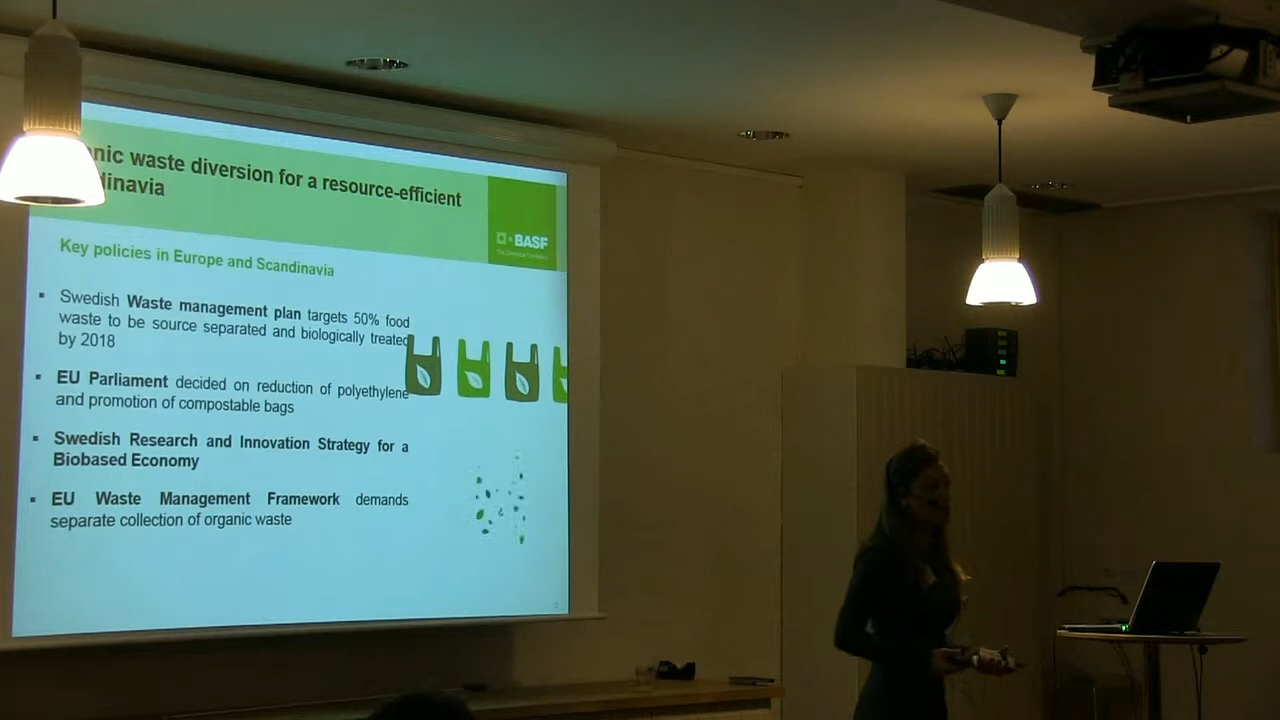 nic waste diversion for a resource-efficient
dinavia
BASF
The Chemical Company
Key policies in Europe and Scandinavia
Swedish Waste management plan targets 50% food
waste to be source separated and biologically treated
by 2018
EU Parliament decided on reduction of polyethylene
and promotion of compostable bags
Swedish Research and Innovation Strategy for a
Biobased Economy
EU Waste Management Framework demands
separate collection of organic waste